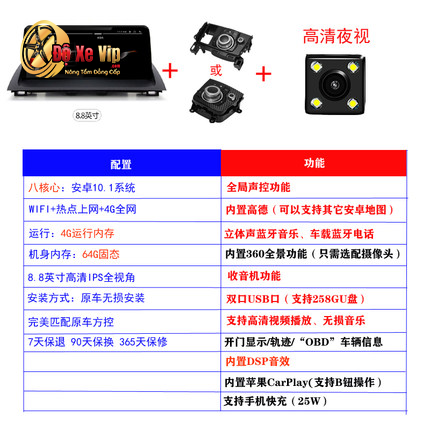 Độ Xe Vip
.com
Nâng Tầm Đẳng Cấp
8.8英寸
或
高清夜视
配置 功能
八核心：安卓10.1系统 全局声控功能
WIFI+热点上网+4G全网 内置高德（可以支持其它安卓地图）
运行：4G运行内存 立体声蓝牙音乐、车载蓝牙电话
机身内存：64G固态 内置360全景功能（只需选配摄像头）
8.8英寸高清IPS全视角 收音机功能
安装方式：原车无损安装 双口USB口（支持258GU盘）
完美匹配原车方控 支持高清视频播放、无损音乐
7天保退 90天保换 365天保修 开门显示/轨迹/“OBD”车辆信息
内置DSP音效
内置苹果CarPlay(支持B钮操作)
支持手机快充（25W）